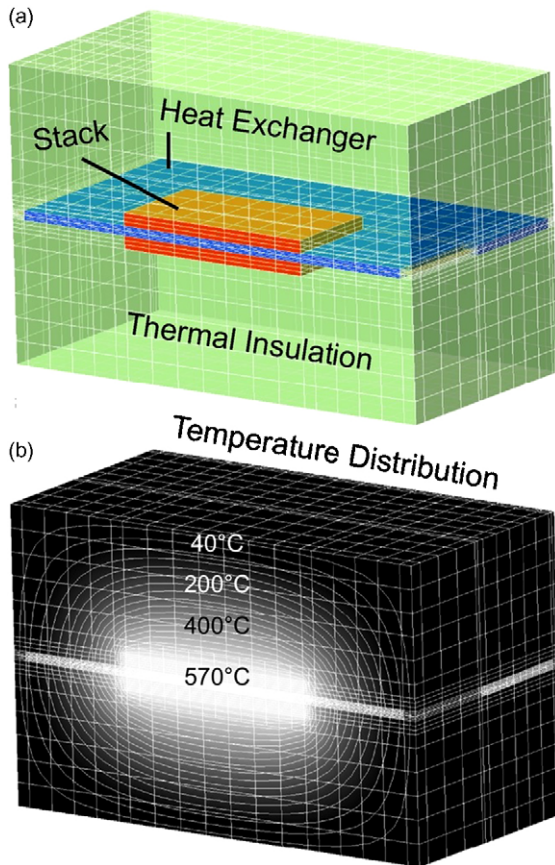 (a)
Heat Exchanger
Stack
Thermal Insulation
Temperature Distribution
(b)
40°C
200°C
400°C
570°C